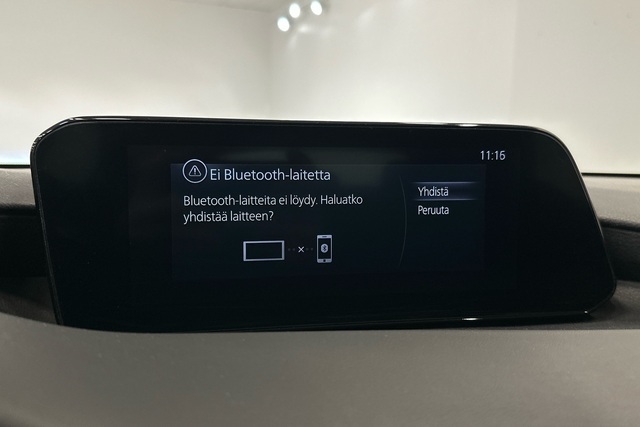 11:16
Ei Bluetooth-laitetta
Bluetooth-laitteita ei löydy. Haluatko
yhdistää laitteen?
Yhdistä
Peruuta